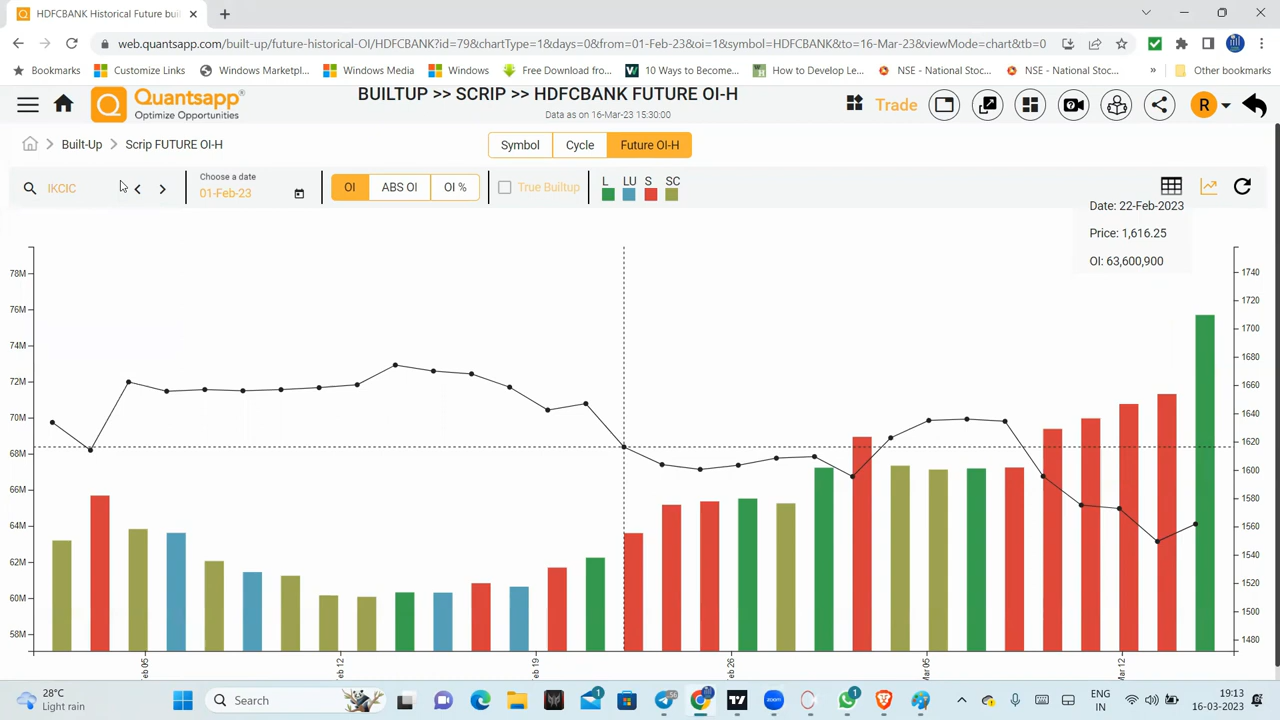 HDFCBANK Historical Future buil
web.quantsapp.com/built-up/future-historical-OI/HDFCBANK?id=79&chartType=1&days=0&from=01-Feb-23&oi=1&symbol=HDFCBANK&to=16-Mar-23&viewMode=chart&tb=0
Bookmarks
Customize Links
Windows Marketpl...
Windows Media
Windows
Free Download from...
10 Ways to Become...
How to Develop Le...
NSE - National Stoc...
NSE - National Stoc...
»
Other bookmarks
Quantsapp
Optimize Opportunities
BUILTUP >> SCRIP >> HDFCBANK FUTURE OI-H
Data as on 16-Mar-23 15:30:00
Trade
R
Built-Up
Scrip FUTURE OI-H
Symbol
Cycle
Future OI-H
IKCIC
Choose a date
01-Feb-23
OI
ABS OI
OI %
True Builtup
L LU S SC
Date: 22-Feb-2023
Price: 1,616.25
OI: 63,600,900
78M
76M
74M
72M
70M
68M
66M
64M
62M
60M
58M
1740
1720
1700
1680
1660
1640
1620
1600
1580
1560
1540
1520
1500
1480
eb 05
eb 12
eb 19
eb 26
lar 05
lar 12
28°C
Light rain
Search
1
1
ENG
IN
19:13
16-03-2023